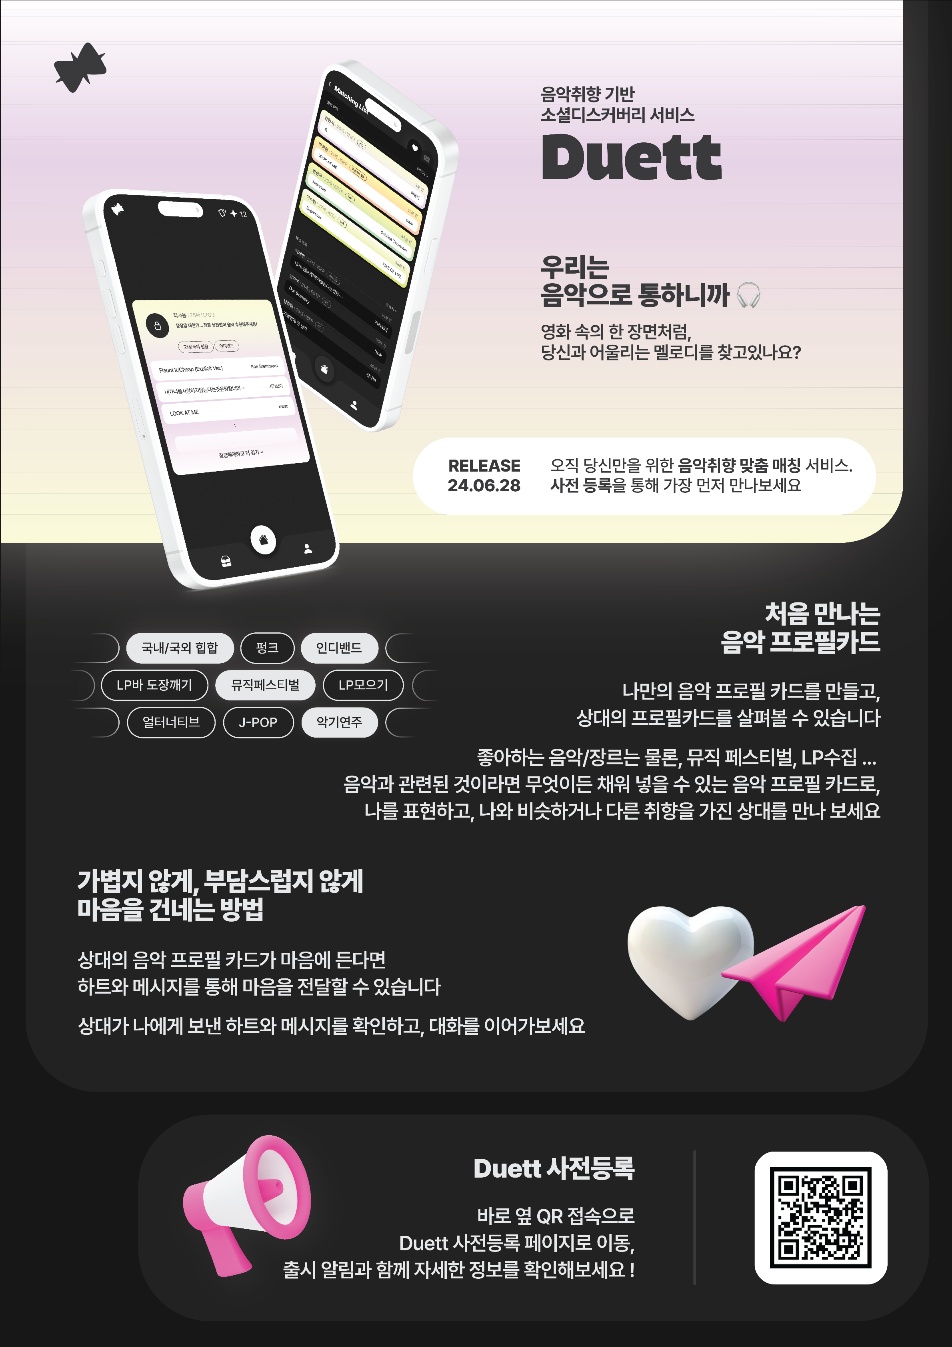 음악취향 기반
소셜디스커버리 서비스
Duett
우리는
음악으로 통하니까
영화 속의 한 장면처럼,
당신과 어울리는 멜로디를 찾고있나요?
RELEASE
24.06.28
오직 당신만을 위한 음악취향 맞춤 매칭 서비스.
사전 등록을 통해 가장 먼저 만나보세요
Matching List
12
LOOK AT ME
처음 만나는
음악 프로필카드
국내/국외 힙합 펑크 인디밴드
LP바 도장깨기 뮤직페스티벌 LP모으기
얼터너티브 J-POP 악기연주
나만의 음악 프로필 카드를 만들고,
상대의 프로필카드를 살펴볼 수 있습니다
좋아하는 음악/장르는 물론, 뮤직 페스티벌, LP수집 ...
음악과 관련된 것이라면 무엇이든 채워 넣을 수 있는 음악 프로필 카드로,
나를 표현하고, 나와 비슷하거나 다른 취향을 가진 상대를 만나 보세요
가볍지 않게, 부담스럽지 않게
마음을 건네는 방법
상대의 음악 프로필 카드가 마음에 든다면
하트와 메시지를 통해 마음을 전달할 수 있습니다
상대가 나에게 보낸 하트와 메시지를 확인하고, 대화를 이어가보세요
Duett 사전등록
바로 옆 QR 접속으로
Duett 사전등록 페이지로 이동,
출시 알림과 함께 자세한 정보를 확인해보세요 !